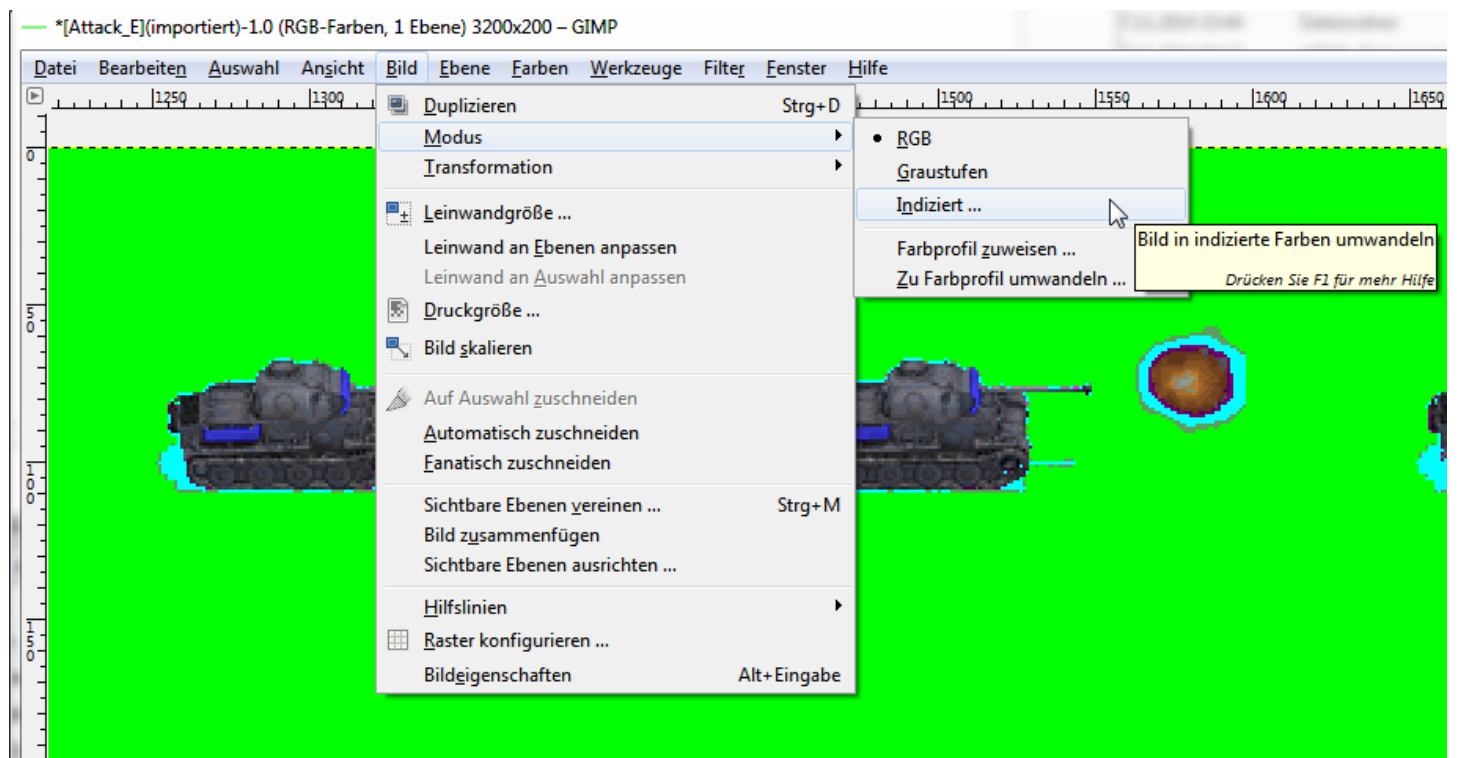 *[Attack_E](importiert)-1.0 (RGB-Farben, 1 Ebene) 3200x200 – GIMP
Datei Bearbeiten Auswahl Ansicht Bild Ebene Farben Werkzeuge Filter Fenster Hilfe
1250 1300 1500 1550 1600 1650
Duplizieren Strg+D
Modus
Transformation
Leinwandgröße ...
Leinwand an Ebenen anpassen
Leinwand an Auswahl anpassen
Druckgröße ...
Bild skalieren
Auf Auswahl zuschneiden
Automatisch zuschneiden
Fanatisch zuschneiden
Sichtbare Ebenen vereinen ... Strg+M
Bild zusammenfügen
Sichtbare Ebenen ausrichten ...
Hilfslinien
Raster konfigurieren ...
Bildeigenschaften Alt+Eingabe
RGB
Graustufen
Indiziert ...
Farbprofil zuweisen ...
Zu Farbprofil umwandeln ...
Bild in indizierte Farben umwandeln
Drücken Sie F1 für mehr Hilfe
0
50
100
150